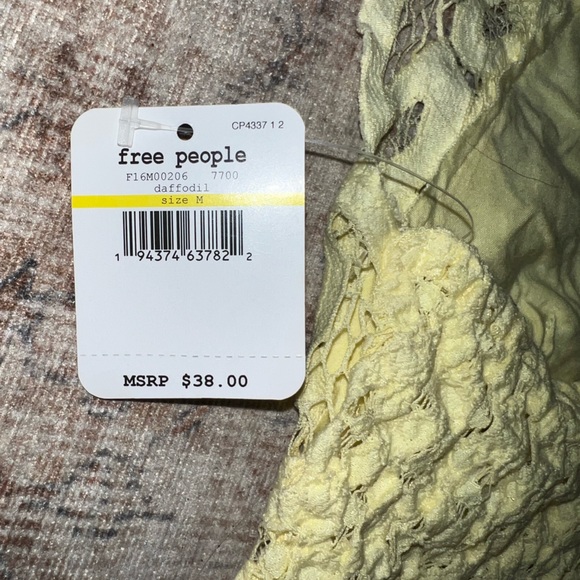 CP4337 1 2
free people
F16M00206 7700
daffodil
size M
1 94374 63782 2
MSRP $38.00